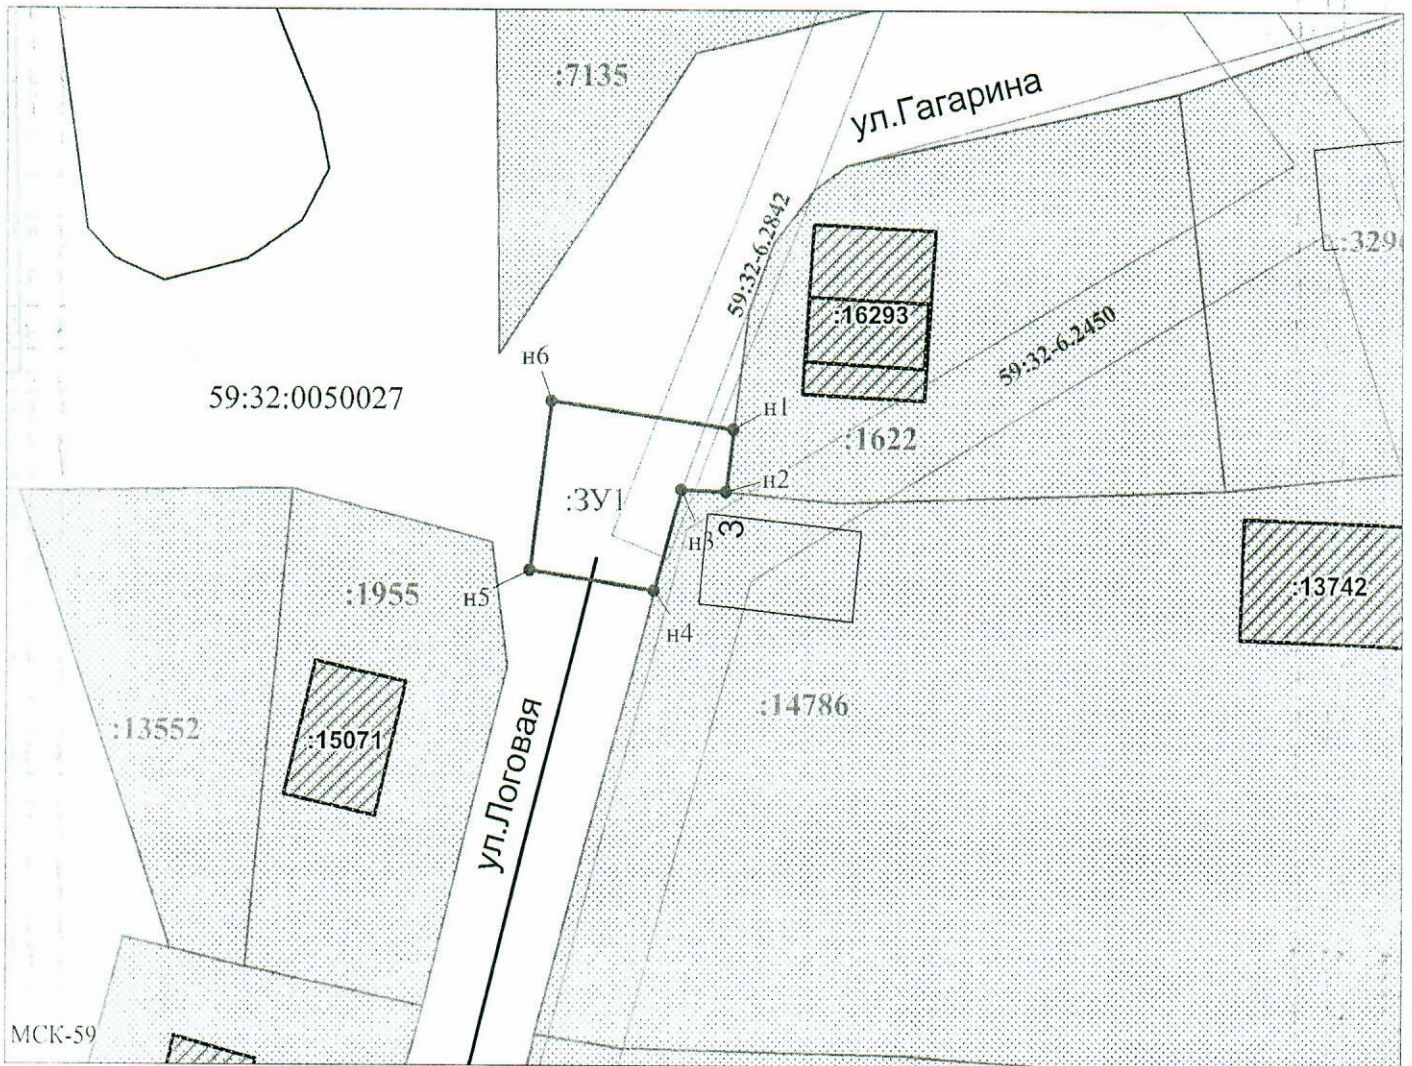 :7135
ул.Гагарина
59:32-6.2842
:3296
:16293
59:32-6.2450
н6
59:32:0050027
н1
:1622
н2
:ЗУ1
н3
3
:13742
:1955
н5
н4
:14786
:13552
:15071
ул.Логовая
МСК-59